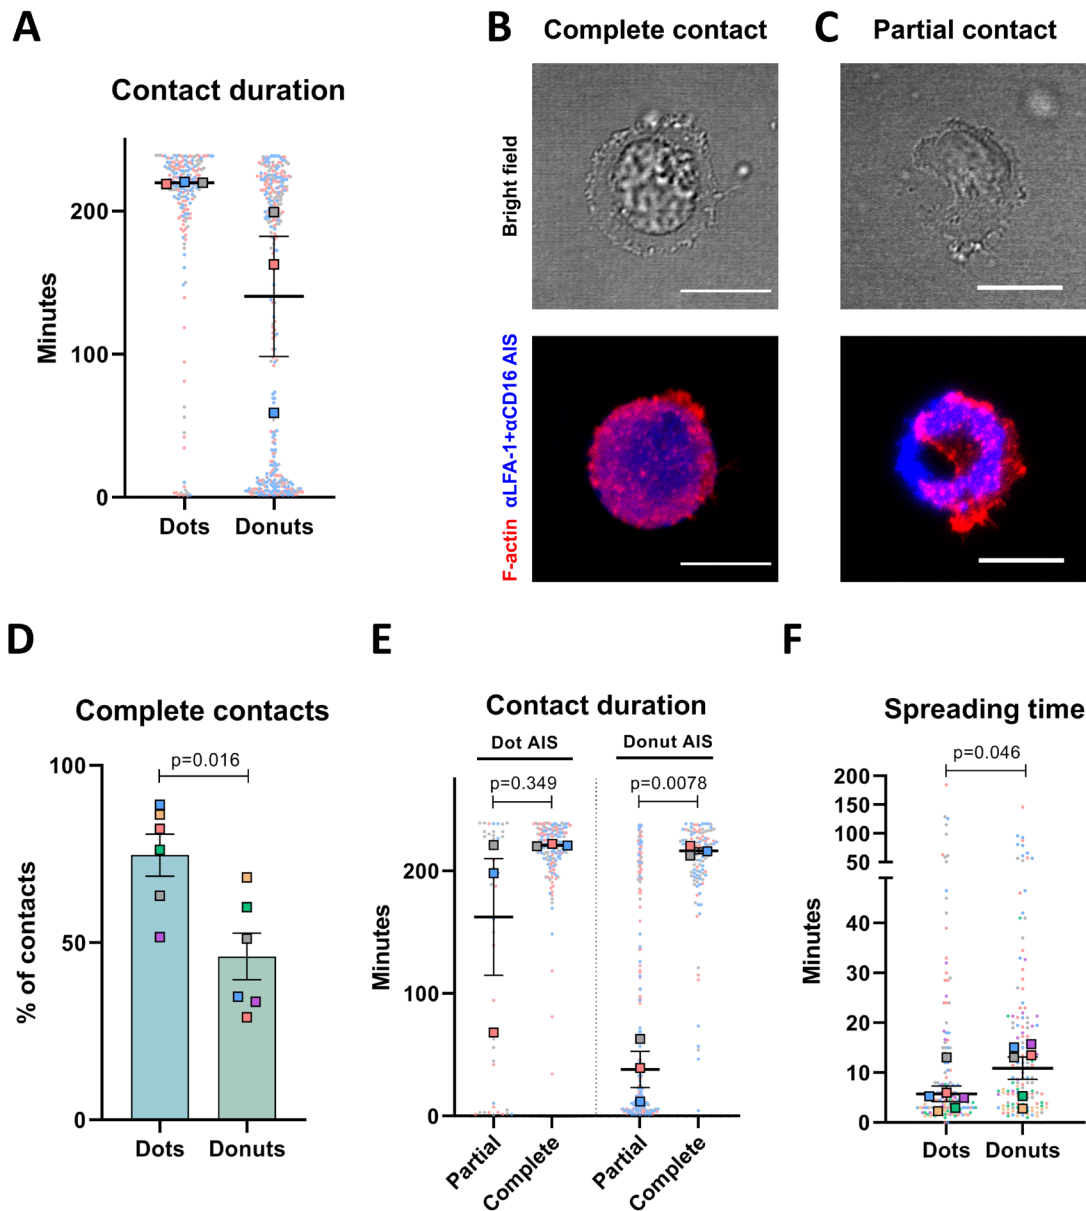 A
Contact duration
Minutes
200
100
0
Dots Donuts
B Complete contact
C Partial contact
Bright field
F-actin αLFA-1+αCD16 AIS
D
Complete contacts
p=0.016
% of contacts
100
50
0
Dots Donuts
E
Contact duration
Dot AIS Donut AIS
p=0.349 p=0.0078
Minutes
200
100
0
Partial Complete Partial Complete
F
Spreading time
p=0.046
Minutes
200
150
100
50
40
30
20
10
0
Dots Donuts